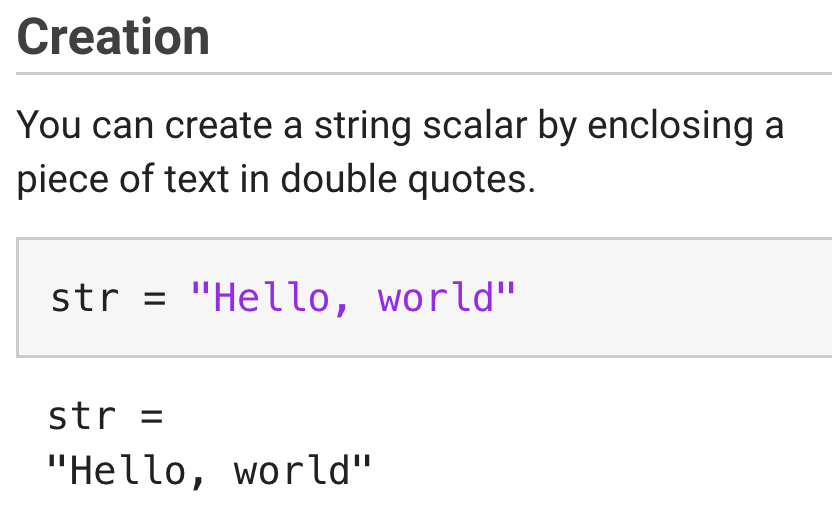 Creation
You can create a string scalar by enclosing a
piece of text in double quotes.
str = "Hello, world"
str =
"Hello, world"